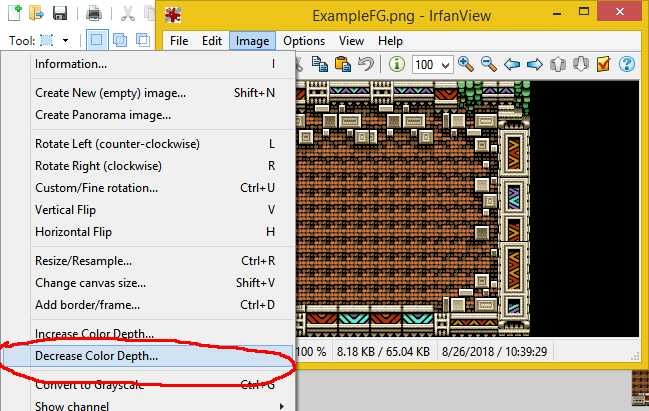 ExampleFG.png - IrfanView
Tool:
File Edit Image Options View Help
100
Information... I
Create New (empty) image... Shift+N
Create Panorama image...
Rotate Left (counter-clockwise) L
Rotate Right (clockwise) R
Custom/Fine rotation... Ctrl+U
Vertical Flip V
Horizontal Flip H
Resize/Resample... Ctrl+R
Change canvas size... Shift+V
Add border/frame... Ctrl+D
Increase Color Depth...
Decrease Color Depth...
Convert to Grayscale Ctrl+G
Show channel
100 % 8.18 KB / 65.04 KB 8/26/2018 / 10:39:29